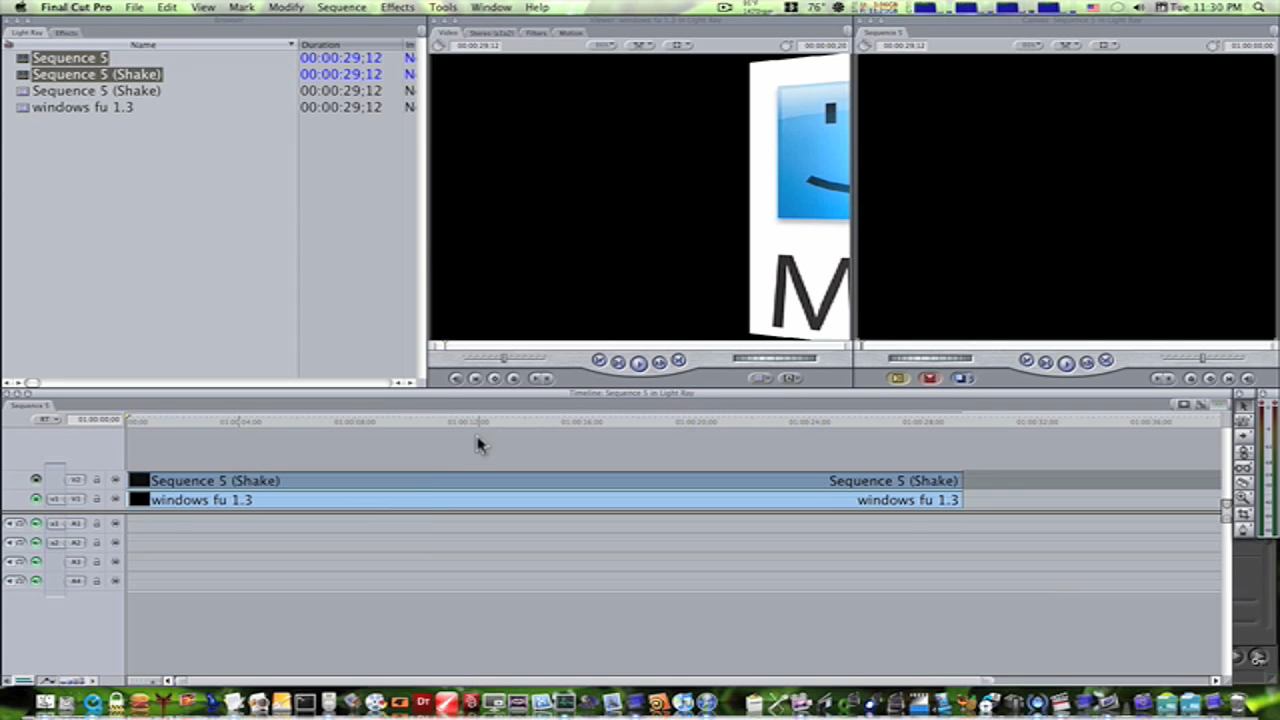 Final Cut Pro File Edit View Mark Modify Sequence Effects Tools Window Help 76° Tue 11:30 PM
Browser Viewer: windows fu 1.3 in Light Ray Canvas: Sequence 5 in Light Ray
Light Ray Effects Video Stereo (a1a2) Filters Motion Sequence 5
Name Duration In 00:00:29;12 00:00:29;12 01:00:00;00
Sequence 5 00:00:29;12 N
Sequence 5 (Shake) 00:00:29;12 N
Sequence 5 (Shake) 00:00:29;12 N
windows fu 1.3 00:00:29;12 N
M
Timeline: Sequence 5 in Light Ray
Sequence 5
RT 01:00:00;00 01:00:04;00 01:00:08;00 01:00:12;00 01:00:16;00 01:00:20;00 01:00:24;00 01:00:28;00 01:00:32;00 01:00:36;00
V2 Sequence 5 (Shake) Sequence 5 (Shake)
v1 V1 windows fu 1.3 windows fu 1.3
a1 A1
a2 A2
A3
A4